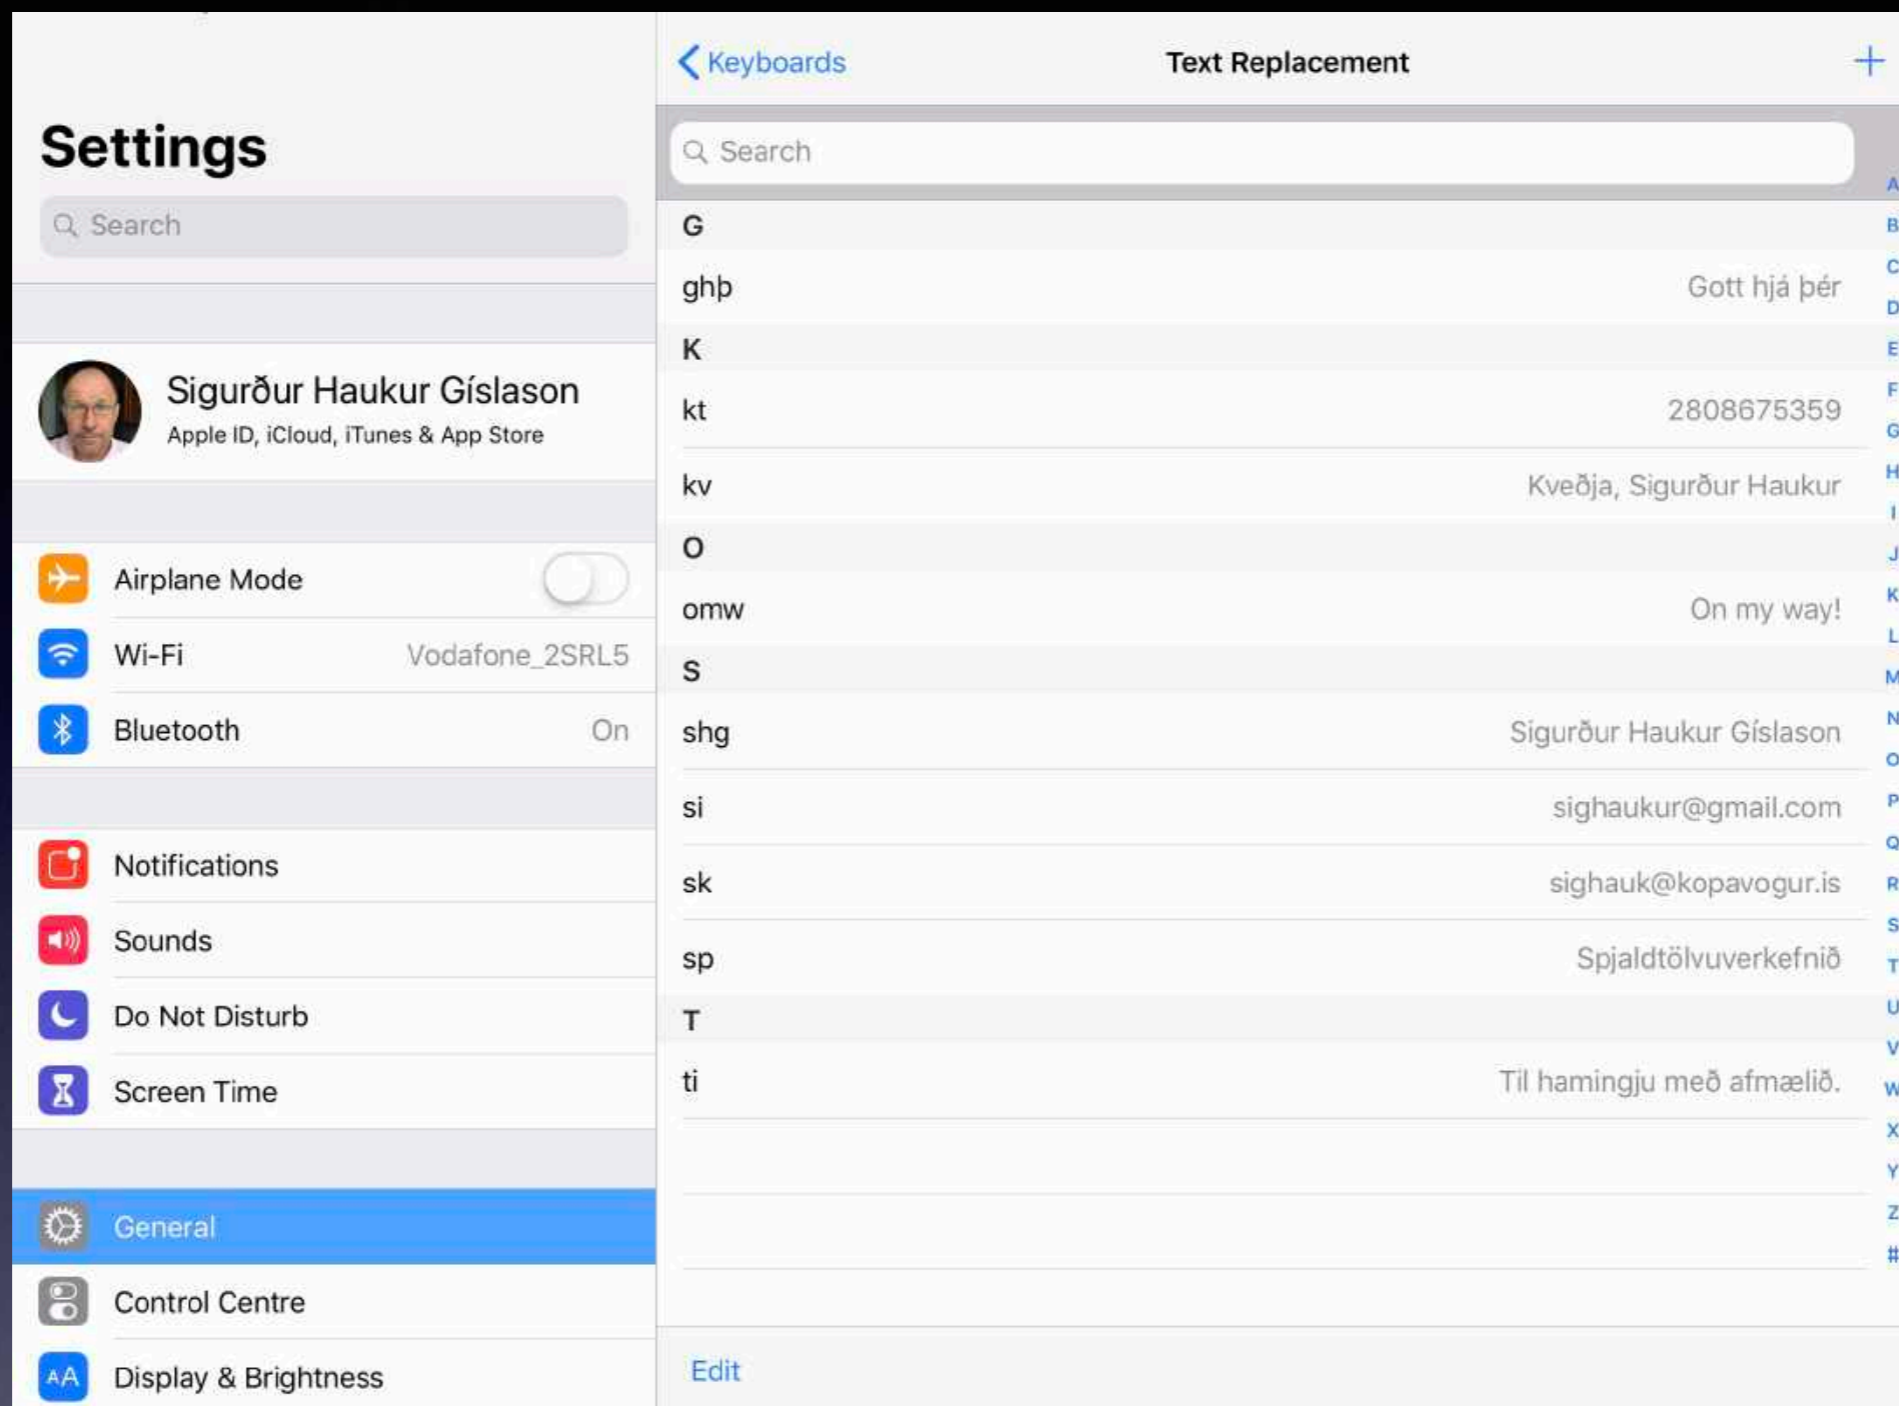 Settings
Search
Sigurður Haukur Gíslason
Apple ID, iCloud, iTunes & App Store
Airplane Mode
Wi-Fi Vodafone_2SRL5
Bluetooth On
Notifications
Sounds
Do Not Disturb
Screen Time
General
Control Centre
AA Display & Brightness
Keyboards Text Replacement +
Search
G
ghþ Gott hjá þér
K
kt 2808675359
kv Kveðja, Sigurður Haukur
O
omw On my way!
S
shg Sigurður Haukur Gíslason
si sighaukur@gmail.com
sk sighauk@kopavogur.is
sp Spjaldtölvuverkefnið
T
ti Til hamingju með afmælið.
Edit
A
B
C
D
E
F
G
H
I
J
K
L
M
N
O
P
Q
R
S
T
U
V
W
X
Y
Z
#